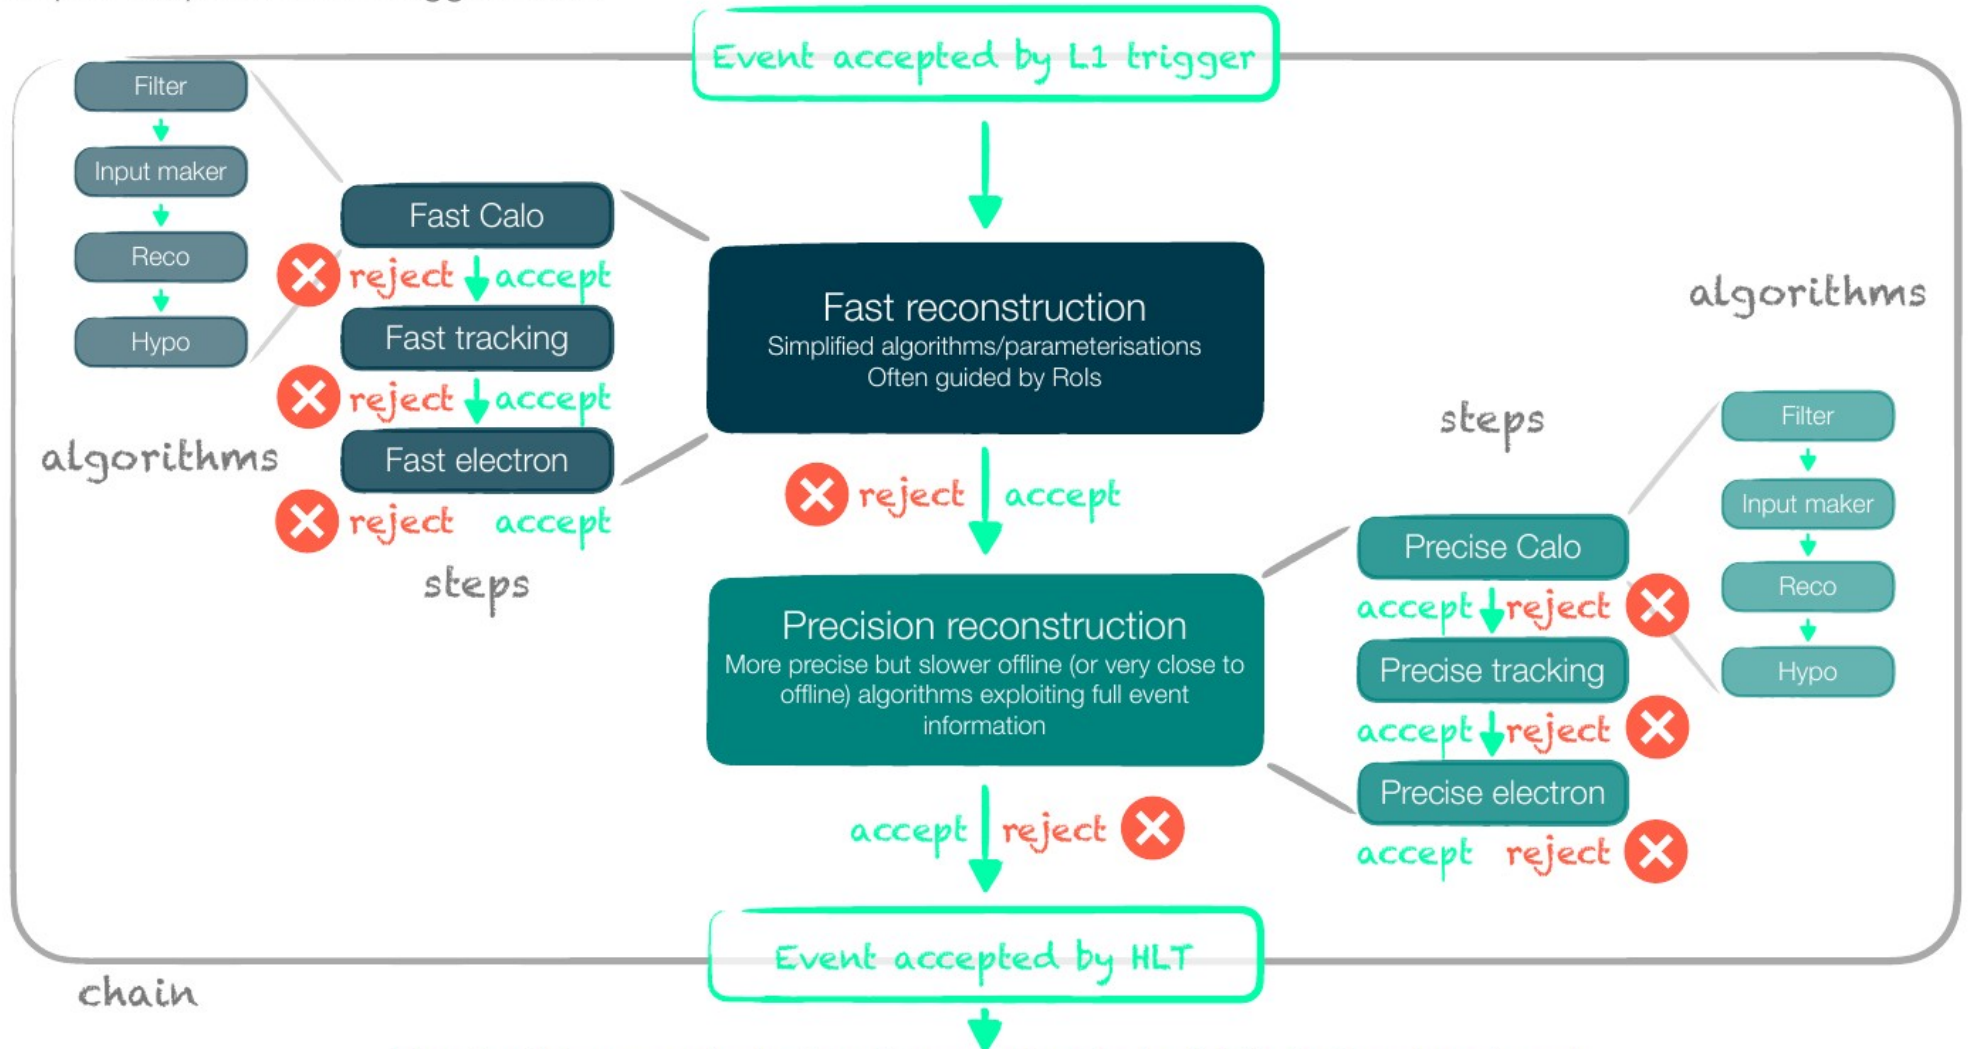 Event accepted by L1 trigger
Filter
Input maker
Reco
Hypo
algorithms
Fast Calo
reject accept
Fast tracking
reject accept
Fast electron
reject accept
steps
Fast reconstruction
Simplified algorithms/parameterisations
Often guided by RoIs
reject accept
Precision reconstruction
More precise but slower offline (or very close to
offline) algorithms exploiting full event
information
accept reject
algorithms
steps
Filter
Input maker
Reco
Hypo
Precise Calo
accept reject
Precise tracking
accept reject
Precise electron
accept reject
Event accepted by HLT
chain